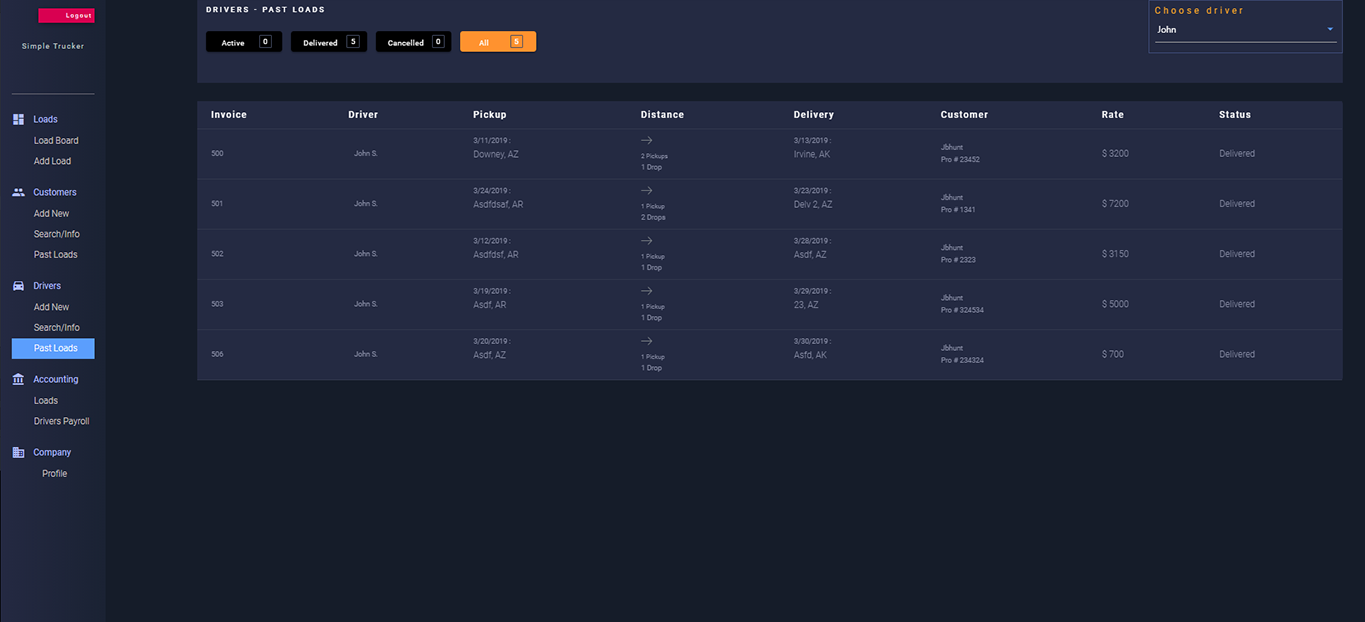 Logout
Simple Trucker
Loads
Load Board
Add Load
Customers
Add New
Search/Info
Past Loads
Drivers
Add New
Search/Info
Past Loads
Accounting
Loads
Drivers Payroll
Company
Profile
DRIVERS - PAST LOADS
Active 0 Delivered 5 Cancelled 0 All 5
Choose driver
John
Invoice Driver Pickup Distance Delivery Customer Rate Status
500 John S. 3/11/2019 : Downey, AZ → 2 Pickups 1 Drop 3/13/2019 : Irvine, AK Jbhunt Pro # 23452 $ 3200 Delivered
501 John S. 3/24/2019 : Asdfdsaf, AR → 1 Pickup 2 Drops 3/23/2019 : Delv 2, AZ Jbhunt Pro # 1341 $ 7200 Delivered
502 John S. 3/12/2019 : Asdfdsf, AR → 1 Pickup 1 Drop 3/28/2019 : Asdf, AZ Jbhunt Pro # 2323 $ 3150 Delivered
503 John S. 3/19/2019 : Asdf, AR → 1 Pickup 1 Drop 3/29/2019 : 23, AZ Jbhunt Pro # 324534 $ 5000 Delivered
506 John S. 3/20/2019 : Asdf, AZ → 1 Pickup 1 Drop 3/30/2019 : Asfd, AK Jbhunt Pro # 234324 $ 700 Delivered